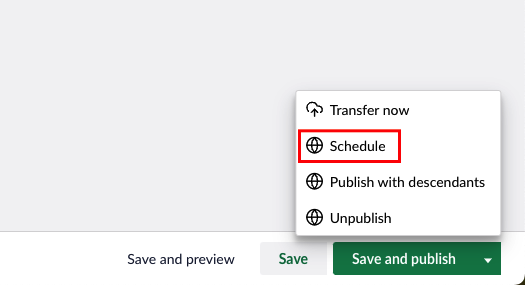 Transfer now
Schedule
Publish with descendants
Unpublish
Save and preview Save Save and publish